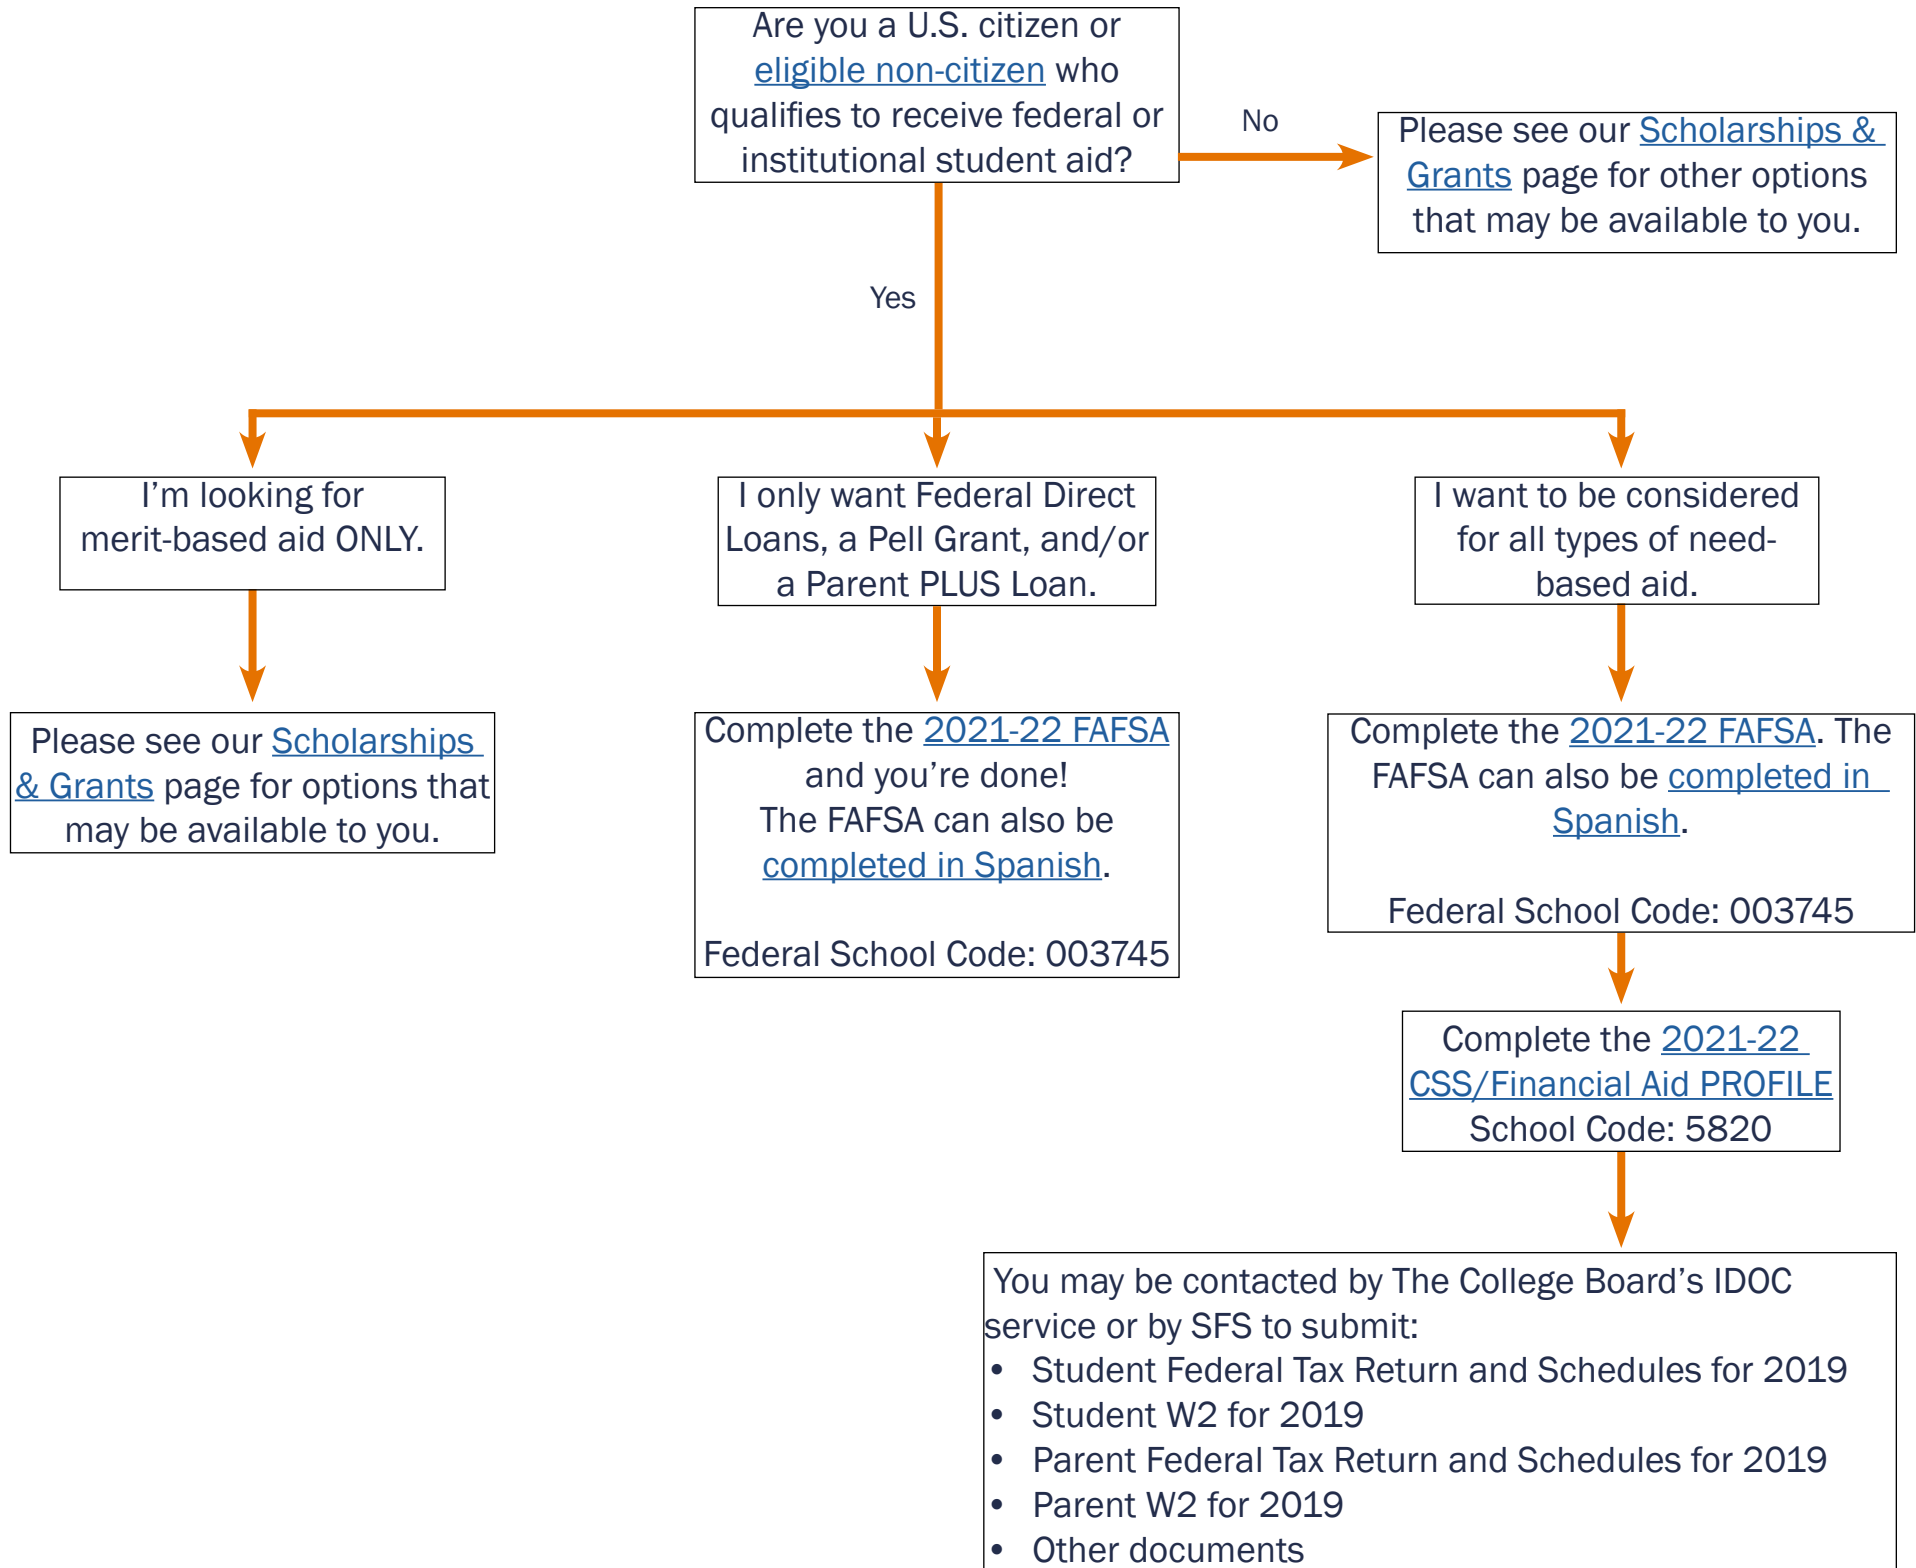 Are you a U.S. citizen or
eligible non-citizen who
qualifies to receive federal or
institutional student aid?
No
Please see our Scholarships &
Grants page for other options
that may be available to you.
Yes
I'm looking for
merit-based aid ONLY.
I only want Federal Direct
Loans, a Pell Grant, and/or
a Parent PLUS Loan.
I want to be considered
for all types of need-
based aid.
Please see our Scholarships
& Grants page for options that
may be available to you.
Complete the 2021-22 FAFSA
and you're done!
The FAFSA can also be
completed in Spanish.
Federal School Code: 003745
Complete the 2021-22 FAFSA. The
FAFSA can also be completed in
Spanish.
Federal School Code: 003745
Complete the 2021-22
CSS/Financial Aid PROFILE
School Code: 5820
You may be contacted by The College Board's IDOC
service or by SFS to submit:
• Student Federal Tax Return and Schedules for 2019
• Student W2 for 2019
• Parent Federal Tax Return and Schedules for 2019
• Parent W2 for 2019
• Other documents